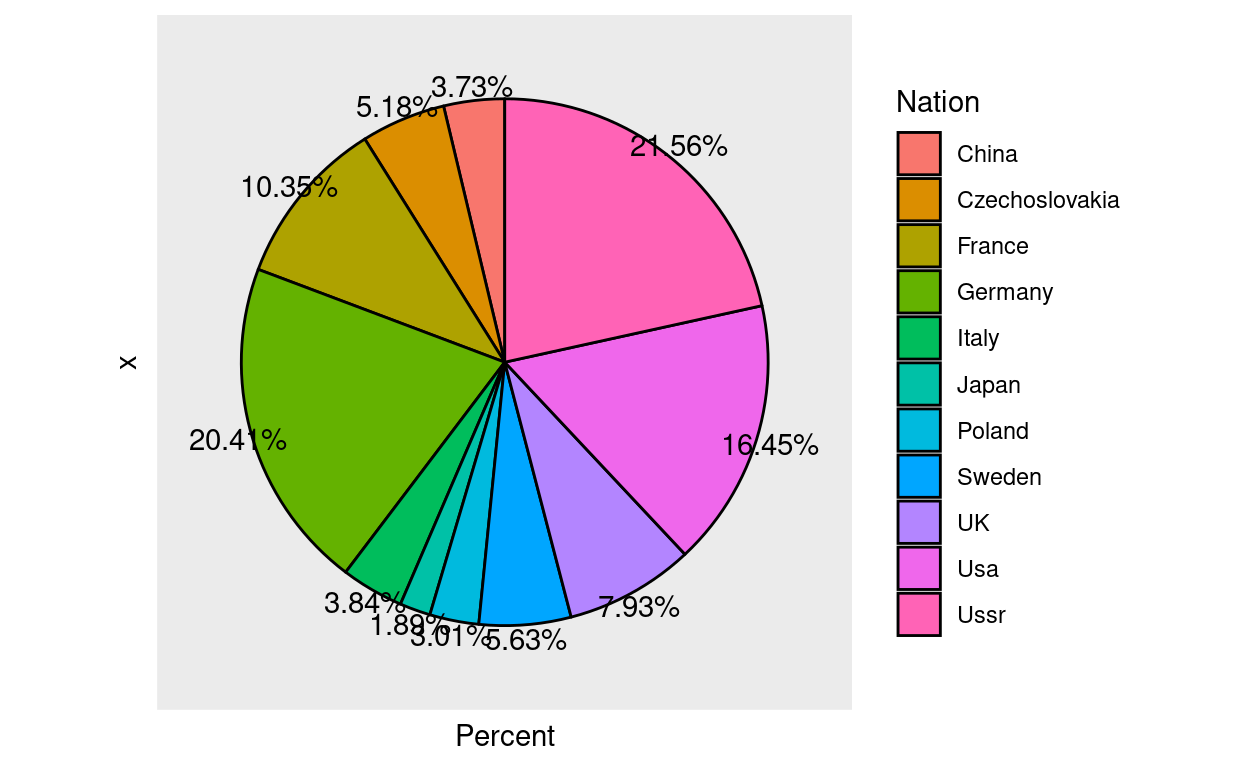 3.73%
5.18%
21.56%
10.35%
20.41%
16.45%
3.84%
1.89%
3.01%
5.63%
7.93%
x
Percent
Nation
China
Czechoslovakia
France
Germany
Italy
Japan
Poland
Sweden
UK
Usa
Ussr